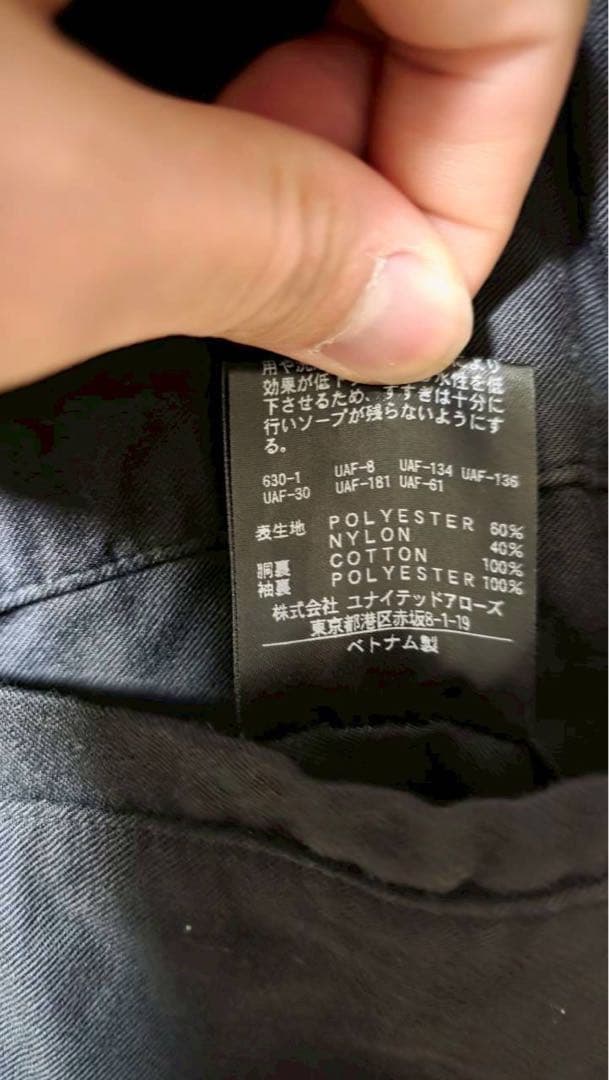 用や洗 より
効果が低下 水性を低
下させるため、すすぎは十分に
行いソープが残らないようにす
る。
630-1 UAF-8 UAF-134 UAF-136
UAF-30 UAF-181 UAF-61
表生地 POLYESTER 60%
NYLON 40%
胴裏 COTTON 100%
袖裏 POLYESTER 100%
株式会社 ユナイテッドアローズ
東京都港区赤坂8-1-19
ベトナム製